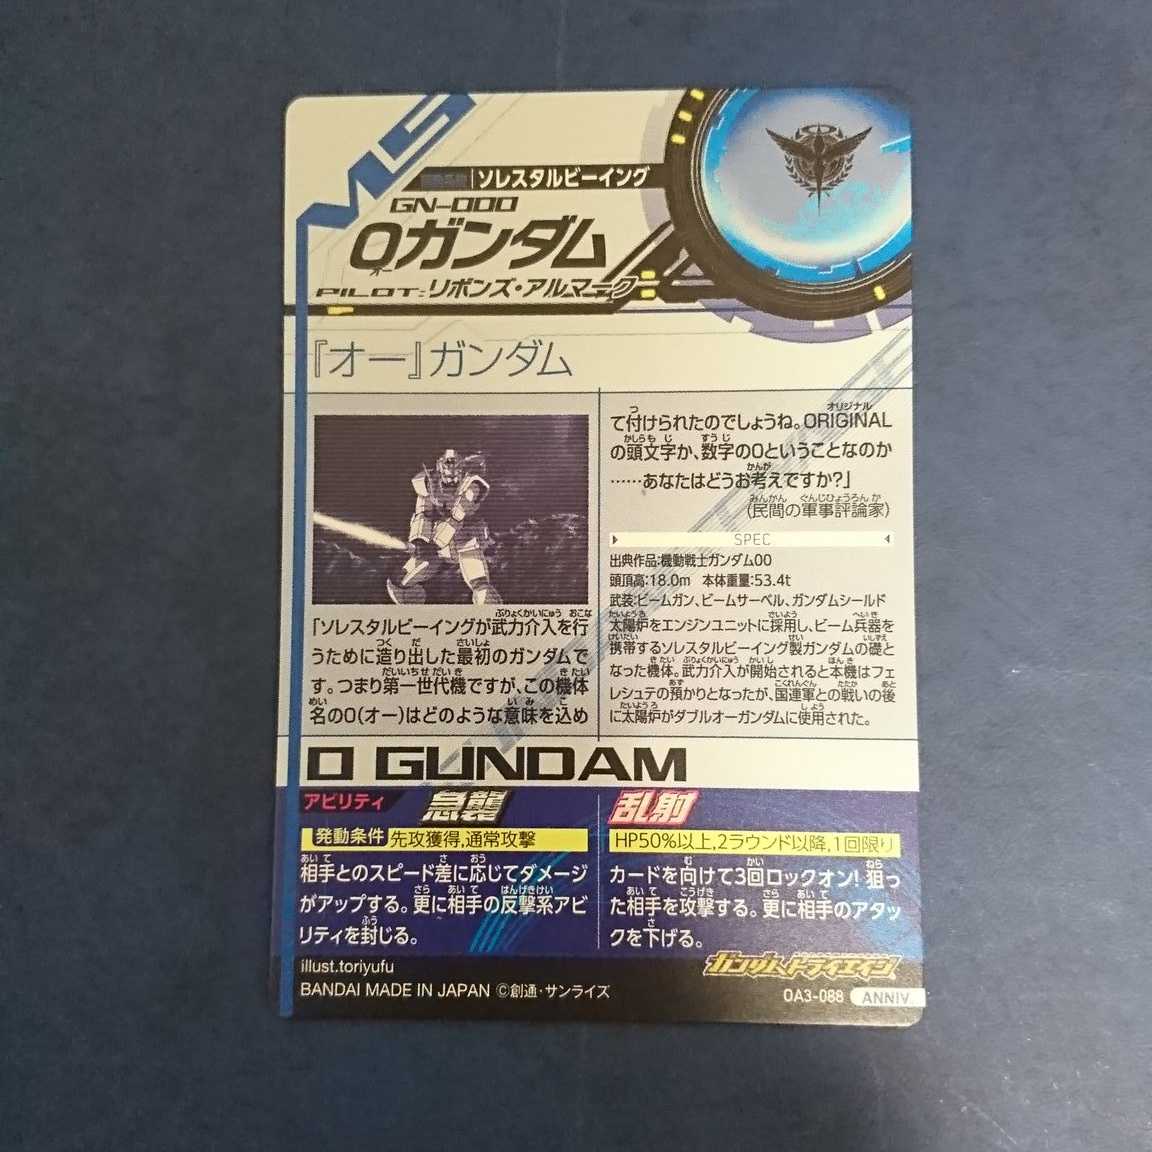 MS
ソレスタルビーイング
GN-000
0ガンダム
オー
PILOT:リボンズ・アルマーク
『オー』ガンダム
「ソレスタルビーイングが武力介入を行
うために造り出した最初のガンダムで
す。つまり第一世代機ですが、この機体
名の0(オー)はどのような意味を込め
て付けられたのでしょうね。ORIGINAL
の頭文字か、数字の0ということなのか
……あなたはどうお考えですか?」
(民間の軍事評論家)
SPEC
出典作品:機動戦士ガンダム00
頭頂高:18.0m 本体重量:53.4t
武装:ビームガン、ビームサーベル、ガンダムシールド
太陽炉をエンジンユニットに採用し、ビーム兵器を
携帯するソレスタルビーイング製ガンダムの礎と
なった機体。武力介入が開始されると本機はフェ
レシュテの預かりとなったが、国連軍との戦いの後
に太陽炉がダブルオーガンダムに使用された。
0 GUNDAM
アビリティ
急襲
発動条件 先攻獲得,通常攻撃
相手とのスピード差に応じてダメージ
がアップする。更に相手の反撃系アビ
リティを封じる。
乱射
HP50%以上,2ラウンド以降,1回限り
カードを向けて3回ロックオン! 狙っ
た相手を攻撃する。更に相手のアタッ
クを下げる。
illust.toriyufu
BANDAI MADE IN JAPAN ©創通・サンライズ
ガンダムトライエイジ
OA3-088 ANNIV.